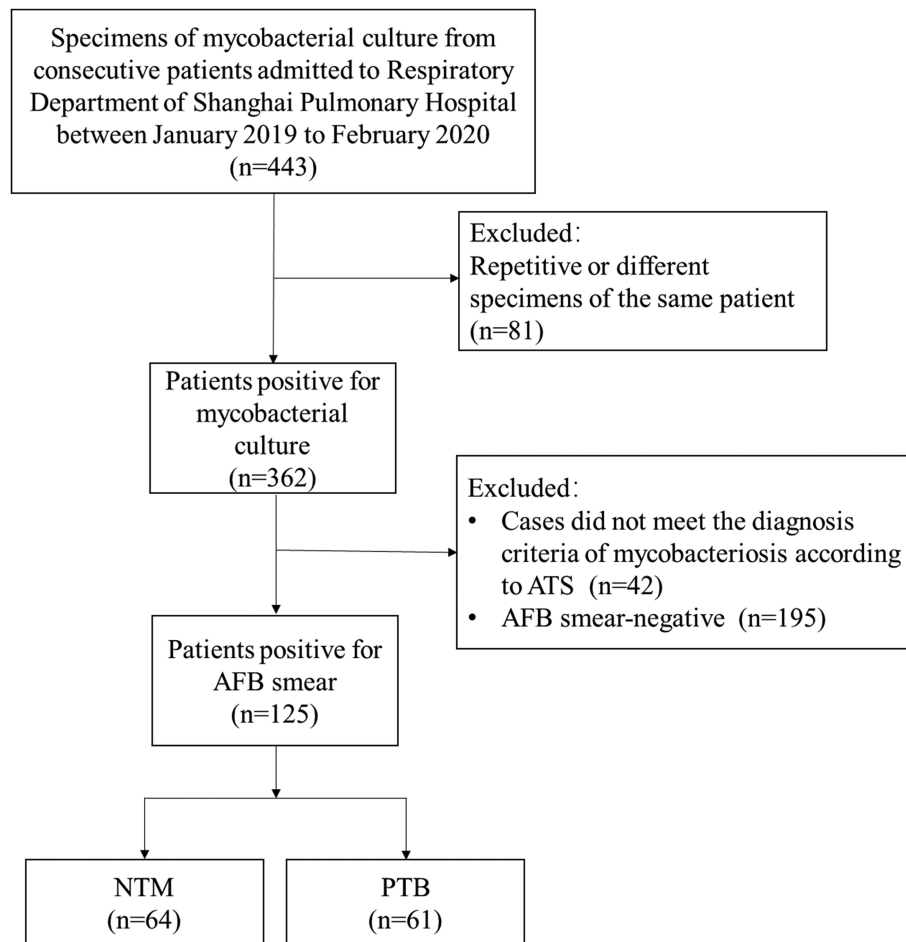 Specimens of mycobacterial culture from
consecutive patients admitted to Respiratory
Department of Shanghai Pulmonary Hospital
between January 2019 to February 2020
(n=443)
Excluded:
Repetitive or different
specimens of the same patient
(n=81)
Patients positive for
mycobacterial
culture
(n=362)
Excluded:
• Cases did not meet the diagnosis
criteria of mycobacteriosis according
to ATS (n=42)
• AFB smear-negative (n=195)
Patients positive for
AFB smear
(n=125)
NTM
(n=64)
PTB
(n=61)